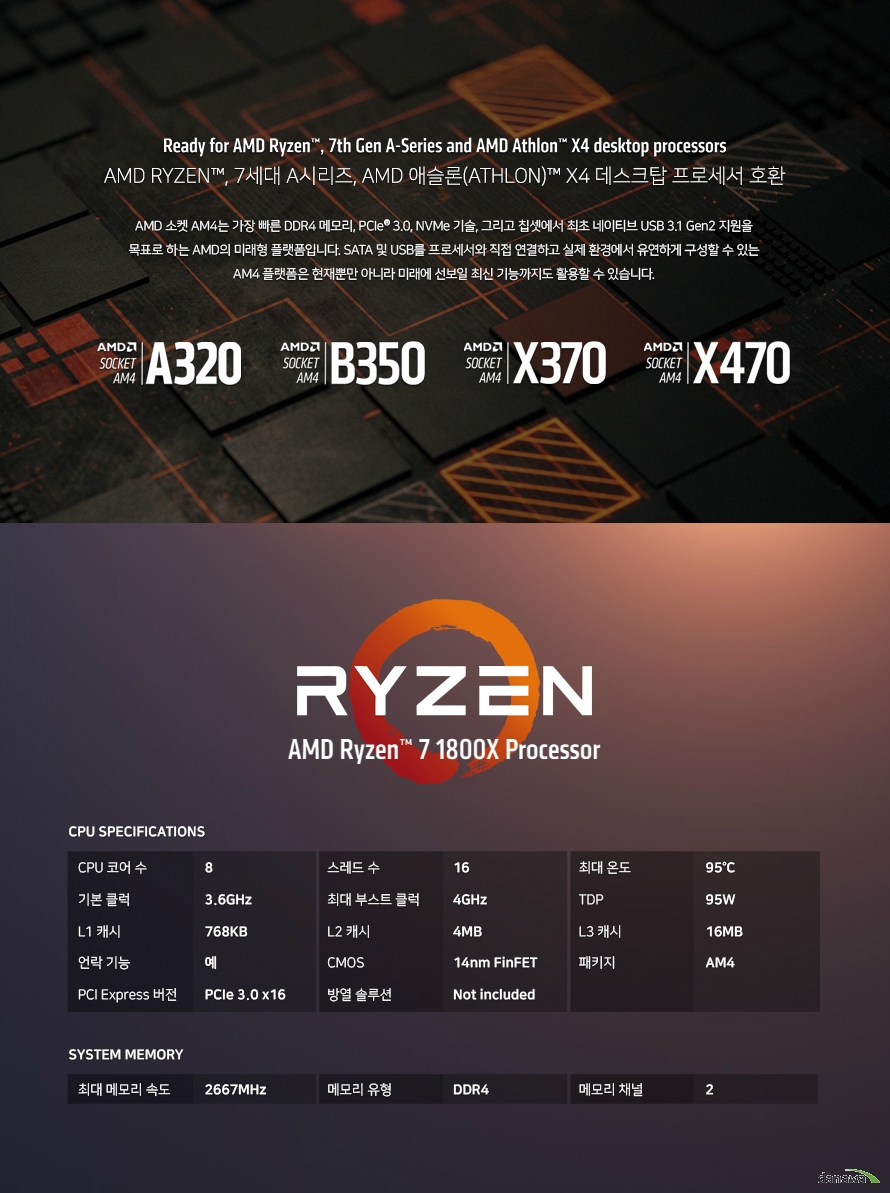 Ready for AMD Ryzen™, 7th Gen A-Series and AMD Athlon™ X4 desktop processors
AMD RYZEN™, 7세대 A시리즈, AMD 애슬론(ATHLON)™ X4 데스크탑 프로세서 호환
AMD 소켓 AM4는 가장 빠른 DDR4 메모리, PCIe® 3.0, NVMe 기술, 그리고 칩셋에서 최초 네이티브 USB 3.1 Gen2 지원을
목표로 하는 AMD의 미래형 플랫폼입니다. SATA 및 USB를 프로세서와 직접 연결하고 실제 환경에서 유연하게 구성할 수 있는
AM4 플랫폼은 현재뿐만 아니라 미래에 선보일 최신 기능까지도 활용할 수 있습니다.
AMD SOCKET AM4 A320
AMD SOCKET AM4 B350
AMD SOCKET AM4 X370
AMD SOCKET AM4 X470
RYZEN
AMD Ryzen™ 7 1800X Processor
CPU SPECIFICATIONS
CPU 코어 수 8 스레드 수 16 최대 온도 95°C
기본 클럭 3.6GHz 최대 부스트 클럭 4GHz TDP 95W
L1 캐시 768KB L2 캐시 4MB L3 캐시 16MB
언락 기능 예 CMOS 14nm FinFET 패키지 AM4
PCI Express 버전 PCIe 3.0 x16 방열 솔루션 Not included
SYSTEM MEMORY
최대 메모리 속도 2667MHz 메모리 유형 DDR4 메모리 채널 2
danawa